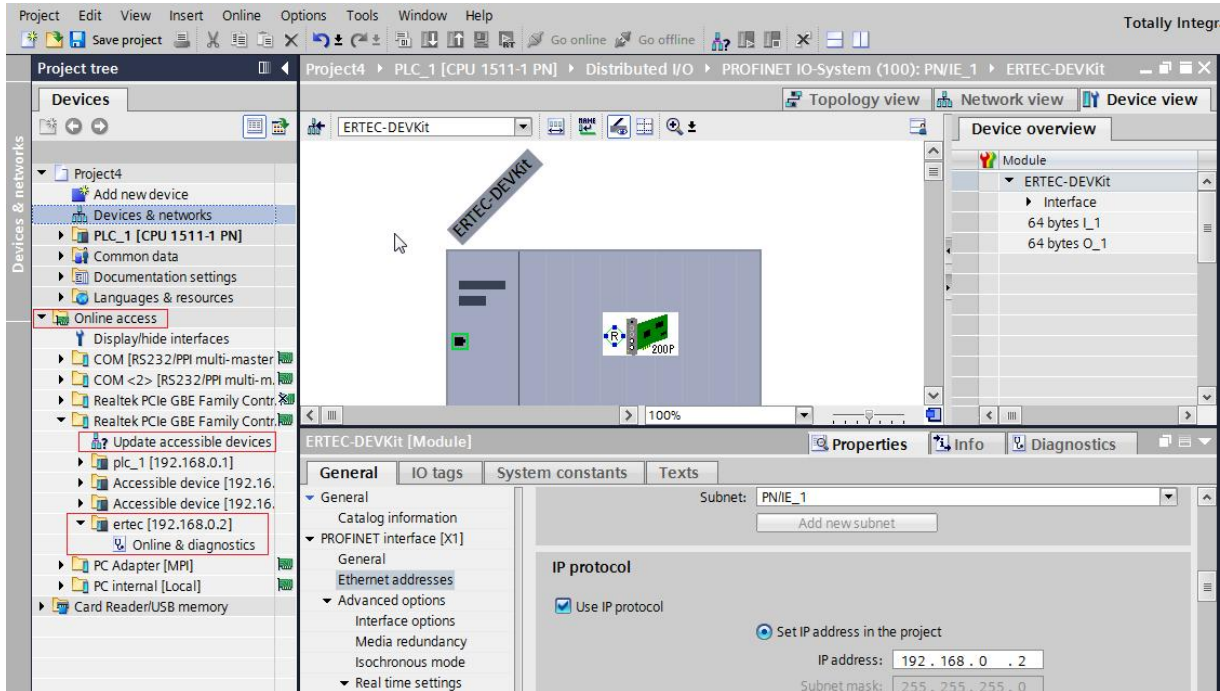 Project Edit View Insert Online Options Tools Window Help
Totally Integr
Save project Go online Go offline
Project tree
Project4 PLC_1 [CPU 1511-1 PN] Distributed I/O PROFINET IO-System (100): PN/IE_1 ERTEC-DEVKit
Devices
Topology view Network view Device view
ERTEC-DEVKit
Device overview
Devices & networks
Module
ERTEC-DEVKit
Interface
64 bytes I_1
64 bytes O_1
Project4
Add new device
Devices & networks
PLC_1 [CPU 1511-1 PN]
Common data
Documentation settings
Languages & resources
Online access
Display/hide interfaces
COM [RS232/PPI multi-master
COM <2> [RS232/PPI multi-m.
Realtek PCIe GBE Family Contr.
Realtek PCIe GBE Family Contr.
Update accessible devices
plc_1 [192.168.0.1]
Accessible device [192.16.
Accessible device [192.16.
ertec [192.168.0.2]
Online & diagnostics
PC Adapter [MPI]
PC internal [Local]
Card Reader/USB memory
ERTEC-DEVKit
R
200P
100%
ERTEC-DEVKit [Module]
Properties Info Diagnostics
General IO tags System constants Texts
General
Catalog information
PROFINET interface [X1]
General
Ethernet addresses
Advanced options
Interface options
Media redundancy
Isochronous mode
Real time settings
Subnet: PN/IE_1
Add new subnet
IP protocol
Use IP protocol
Set IP address in the project
IP address: 192 . 168 . 0 . 2
Subnet mask: 255 . 255 . 255 . 0